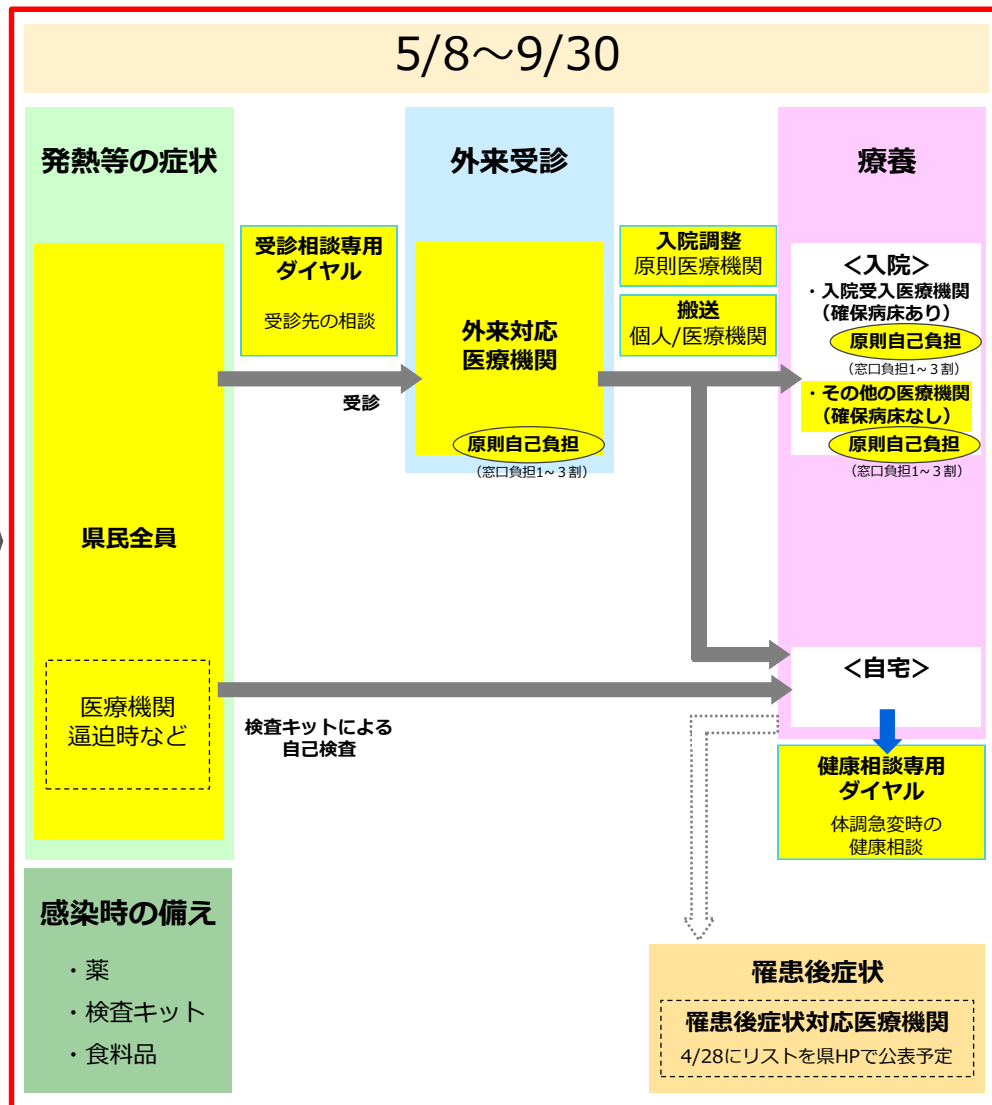 5/8～9/30
発熱等の症状
県民全員
医療機関
逼迫時など
受診相談専用
ダイヤル
受診先の相談
受診
外来受診
外来対応
医療機関
原則自己負担
（窓口負担1~３割）
入院調整
原則医療機関
搬送
個人/医療機関
療養
＜入院＞
・入院受入医療機関
（確保病床あり）
原則自己負担
（窓口負担1~３割）
・その他の医療機関
（確保病床なし）
原則自己負担
（窓口負担1~３割）
検査キットによる
自己検査
＜自宅＞
健康相談専用
ダイヤル
体調急変時の
健康相談
感染時の備え
・薬
・検査キット
・食料品
罹患後症状
罹患後症状対応医療機関
4/28にリストを県HPで公表予定